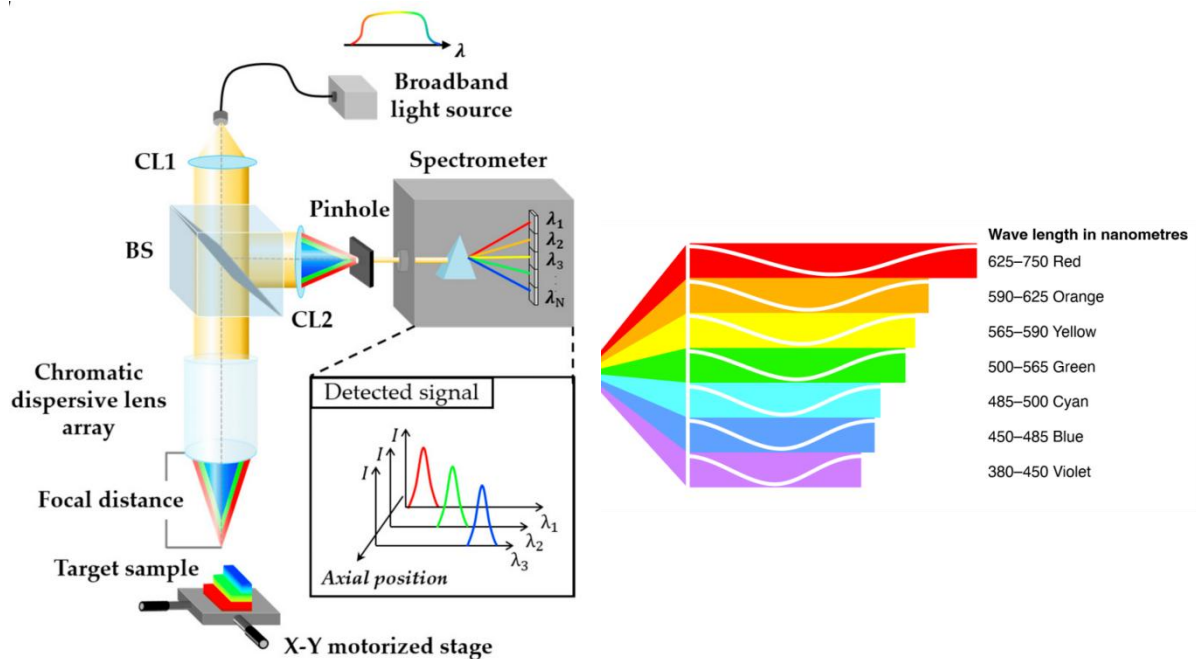 λ
Broadband
light source
CL1
Spectrometer
Pinhole
λ1
λ2
λ3
λN
BS
CL2
Chromatic
dispersive lens
array
Detected signal
I
I
I
λ1
λ2
λ3
Axial position
Focal distance
Target sample
X-Y motorized stage
Wave length in nanometres
625–750 Red
590–625 Orange
565–590 Yellow
500–565 Green
485–500 Cyan
450–485 Blue
380–450 Violet